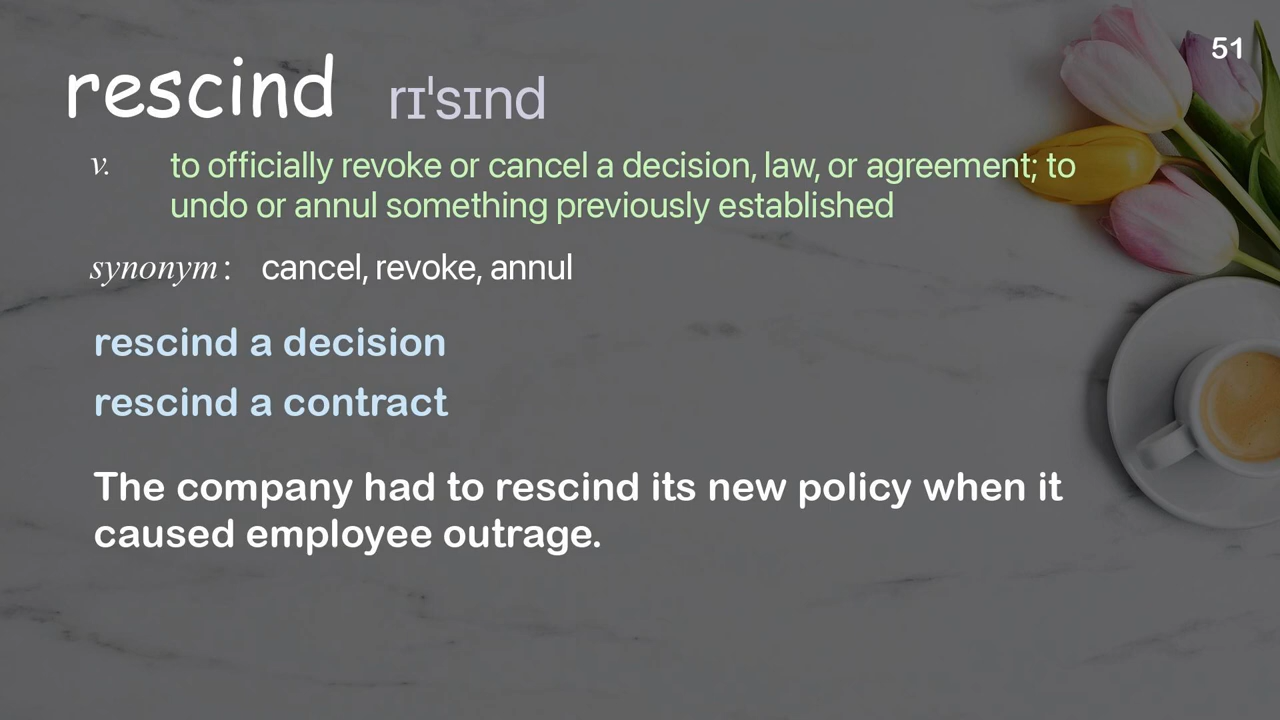 51
rescind rɪˈsɪnd
v. to officially revoke or cancel a decision, law, or agreement; to
undo or annul something previously established
synonym: cancel, revoke, annul
rescind a decision
rescind a contract
The company had to rescind its new policy when it
caused employee outrage.